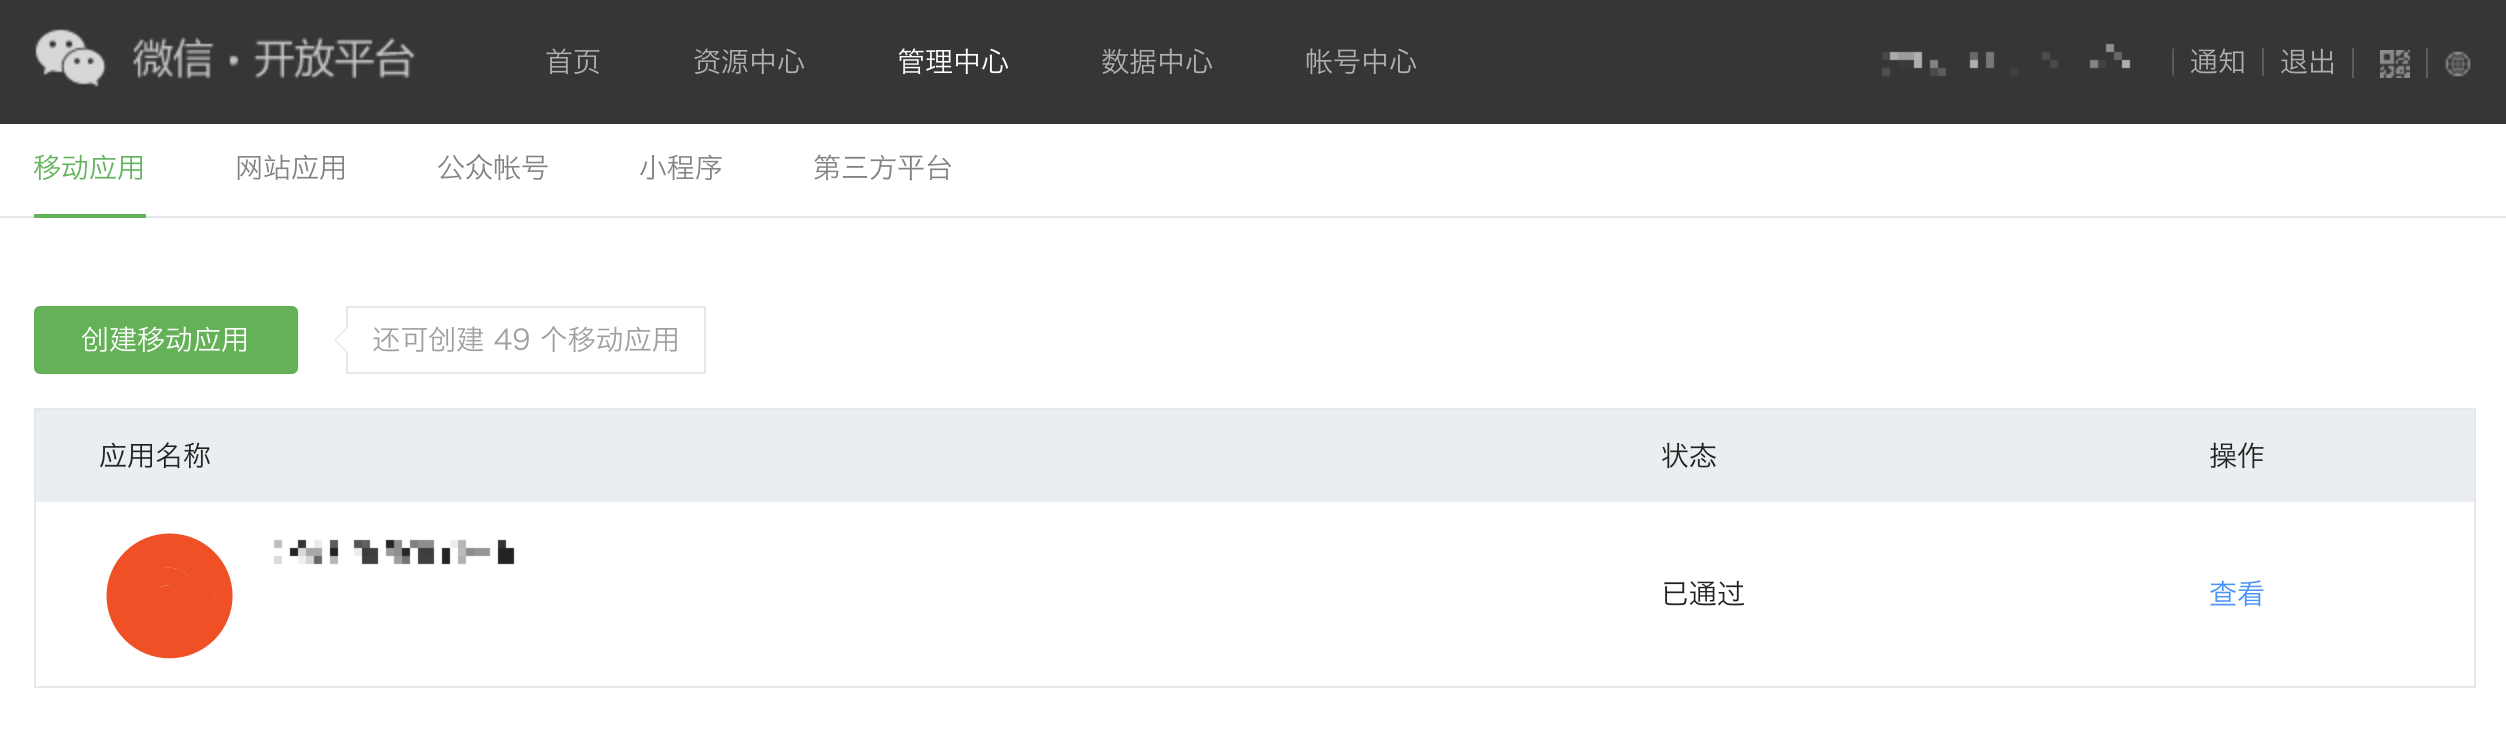 微信·开放平台 首页 资源中心 管理中心 数据中心 帐号中心 通知 退出
移动应用 网站应用 公众帐号 小程序 第三方平台
创建移动应用 还可创建 49 个移动应用
应用名称 状态 操作
已通过 查看